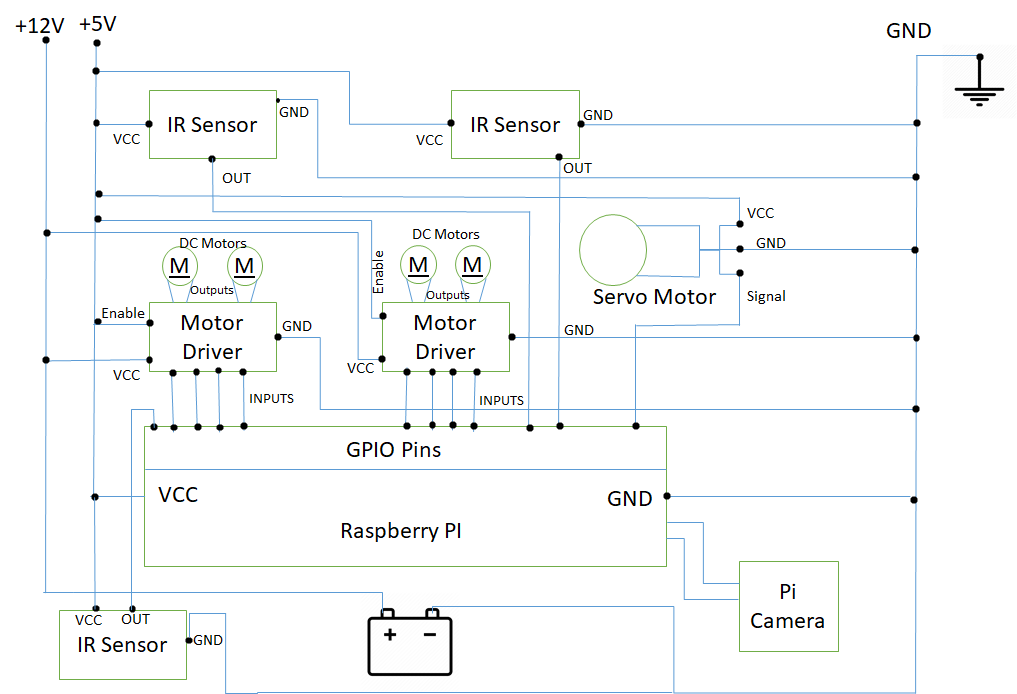 +12V
+5V
GND
IR Sensor
GND
VCC
OUT
IR Sensor
GND
VCC
OUT
VCC
GND
Servo Motor
Signal
DC Motors
M
M
Outputs
Enable
Motor
Driver
GND
VCC
INPUTS
DC Motors
M
M
Outputs
Enable
Motor
Driver
GND
VCC
INPUTS
GPIO Pins
VCC
GND
Raspberry PI
Pi
Camera
VCC
OUT
IR Sensor
GND
+
−